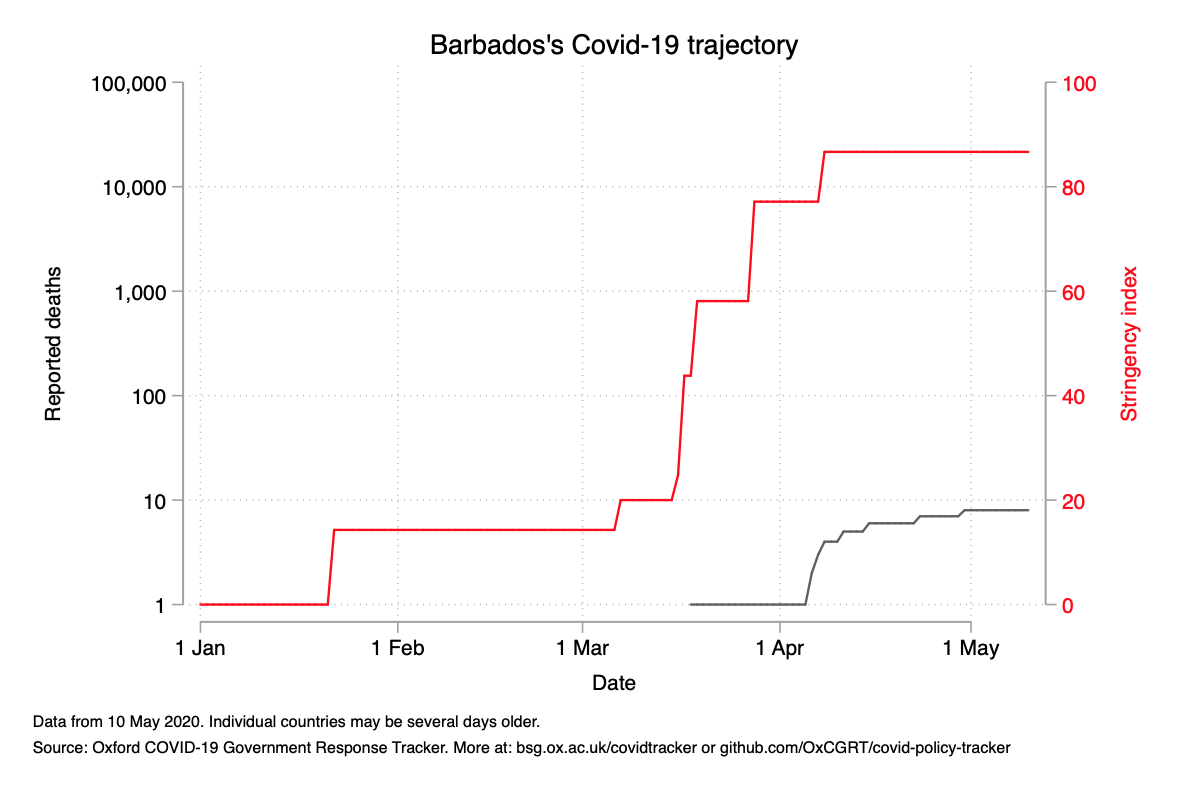 Barbados's Covid-19 trajectory
100,000
10,000
1,000
100
10
1
Reported deaths
100
80
60
40
20
0
Stringency index
1 Jan
1 Feb
1 Mar
1 Apr
1 May
Date
Data from 10 May 2020. Individual countries may be several days older.
Source: Oxford COVID-19 Government Response Tracker. More at: bsg.ox.ac.uk/covidtracker or github.com/OxCGRT/covid-policy-tracker